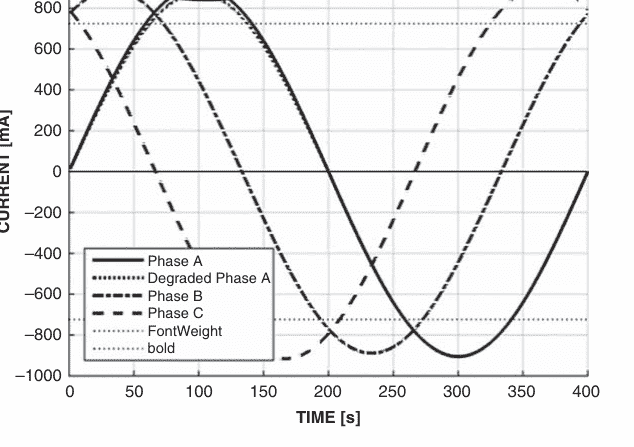 800
600
400
200
0
−200
−400
−600
−800
−1000
CURRENT [mA]
Phase A
Degraded Phase A
Phase B
Phase C
FontWeight
bold
0 50 100 150 200 250 300 350 400
TIME [s]